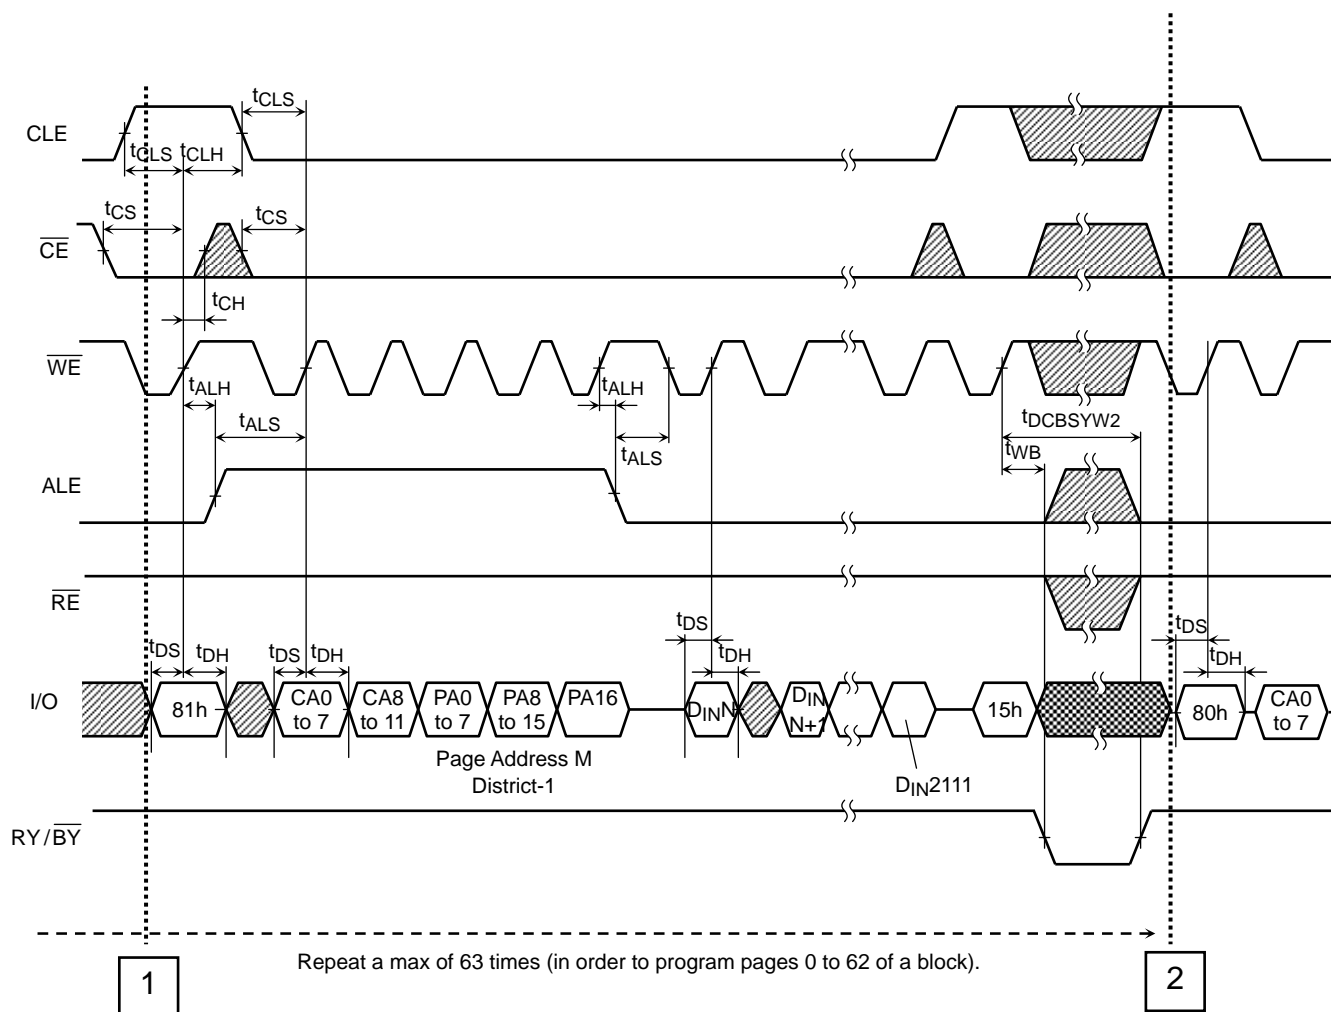 tCLS
CLE
tCLS
tCLH
tCS
tCS
CE
tCH
WE
tALH
tALH
tALS
tDCBSYW2
tWB
tALS
ALE
RE
tDS
tDS
tDS
tDH
tDS
tDH
tDH
tDH
I/O
81h
CA0
to 7
CA8
to 11
PA0
to 7
PA8
to 15
PA16
DINN
DIN
N+1
15h
80h
CA0
to 7
Page Address M
District-1
DIN2111
RY/BY
Repeat a max of 63 times (in order to program pages 0 to 62 of a block).
1
2